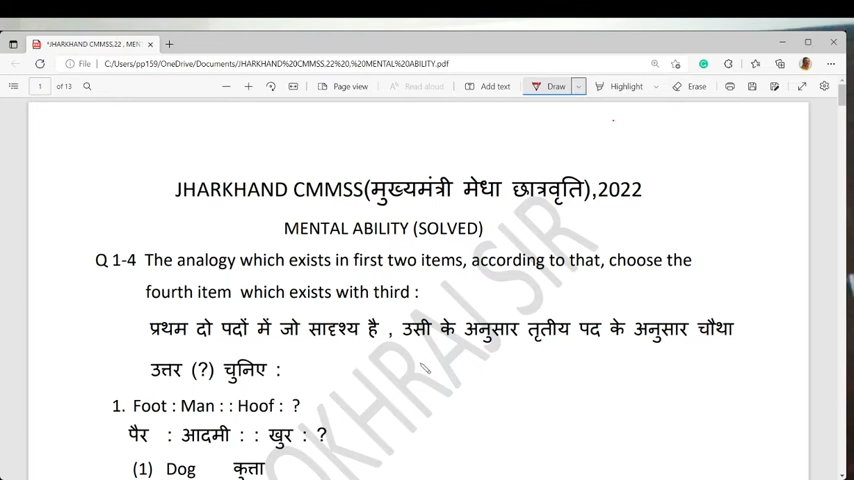 *JHARKHAND CMMSS,22 , MEN
File
C:/Users/pp159/OneDrive/Documents/JHARKHAND%20CMMSS,22%20.%20MENTAL%20ABILITY.pdf
1 of 13
Page view
Read aloud
Add text
Draw
Highlight
Erase
JHARKHAND CMMSS(मुख्यमंत्री मेधा छात्रवृति),2022
MENTAL ABILITY (SOLVED)
Q 1-4 The analogy which exists in first two items, according to that, choose the
fourth item which exists with third :
प्रथम दो पदों में जो सादृश्य है , उसी के अनुसार तृतीय पद के अनुसार चौथा
उत्तर (?) चुनिए :
1. Foot : Man : : Hoof : ?
पैर : आदमी : : खुर : ?
(1) Dog कुत्ता
OKHRAJ SIR